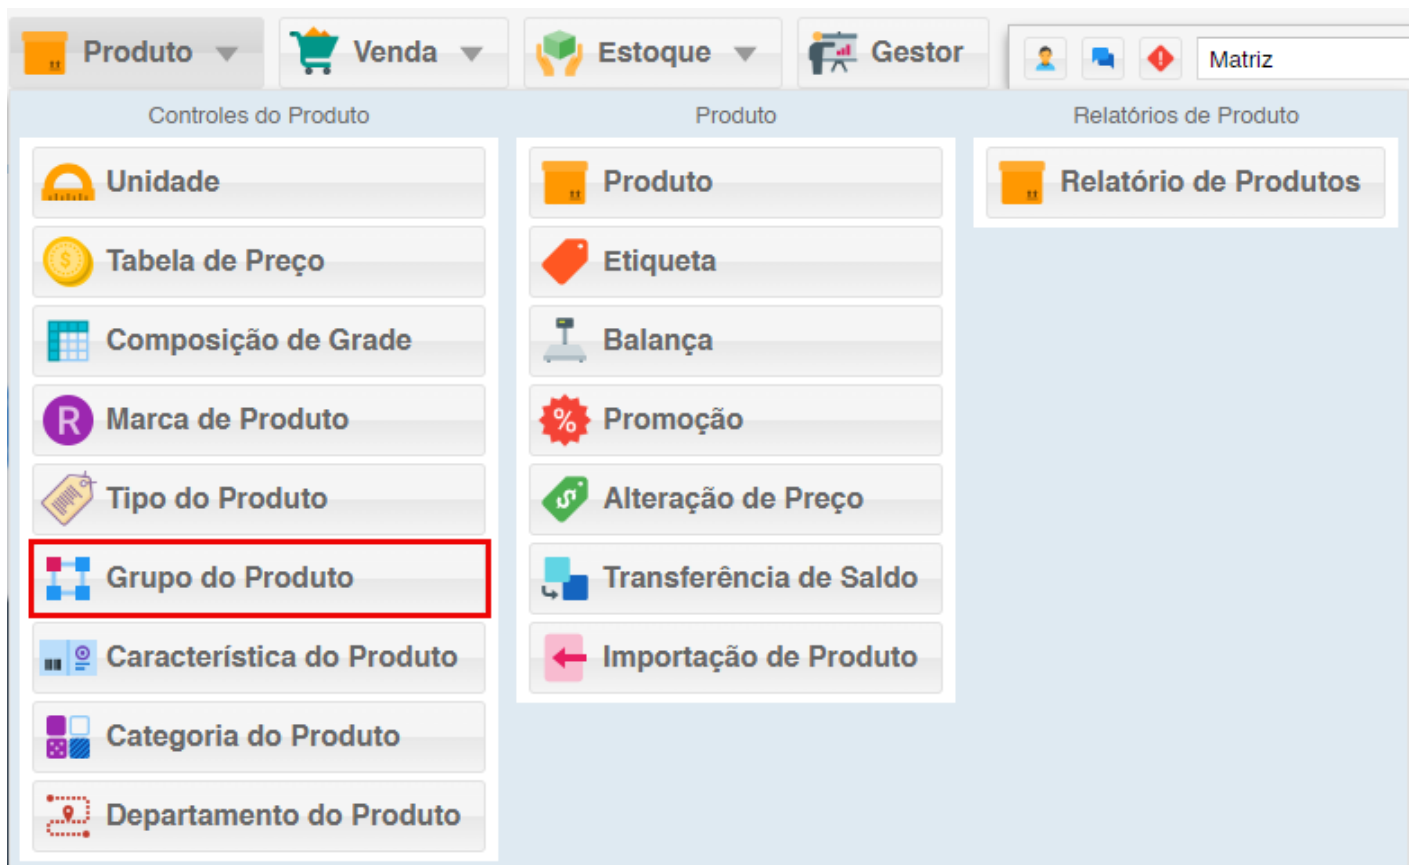 Produto
Venda
Estoque
Gestor
Matriz
Controles do Produto
Unidade
Tabela de Preço
Composição de Grade
R
Marca de Produto
Tipo do Produto
Grupo do Produto
Característica do Produto
Categoria do Produto
Departamento do Produto
Produto
Produto
Etiqueta
Balança
%
Promoção
$
Alteração de Preço
Transferência de Saldo
Importação de Produto
Relatórios de Produto
Relatório de Produtos